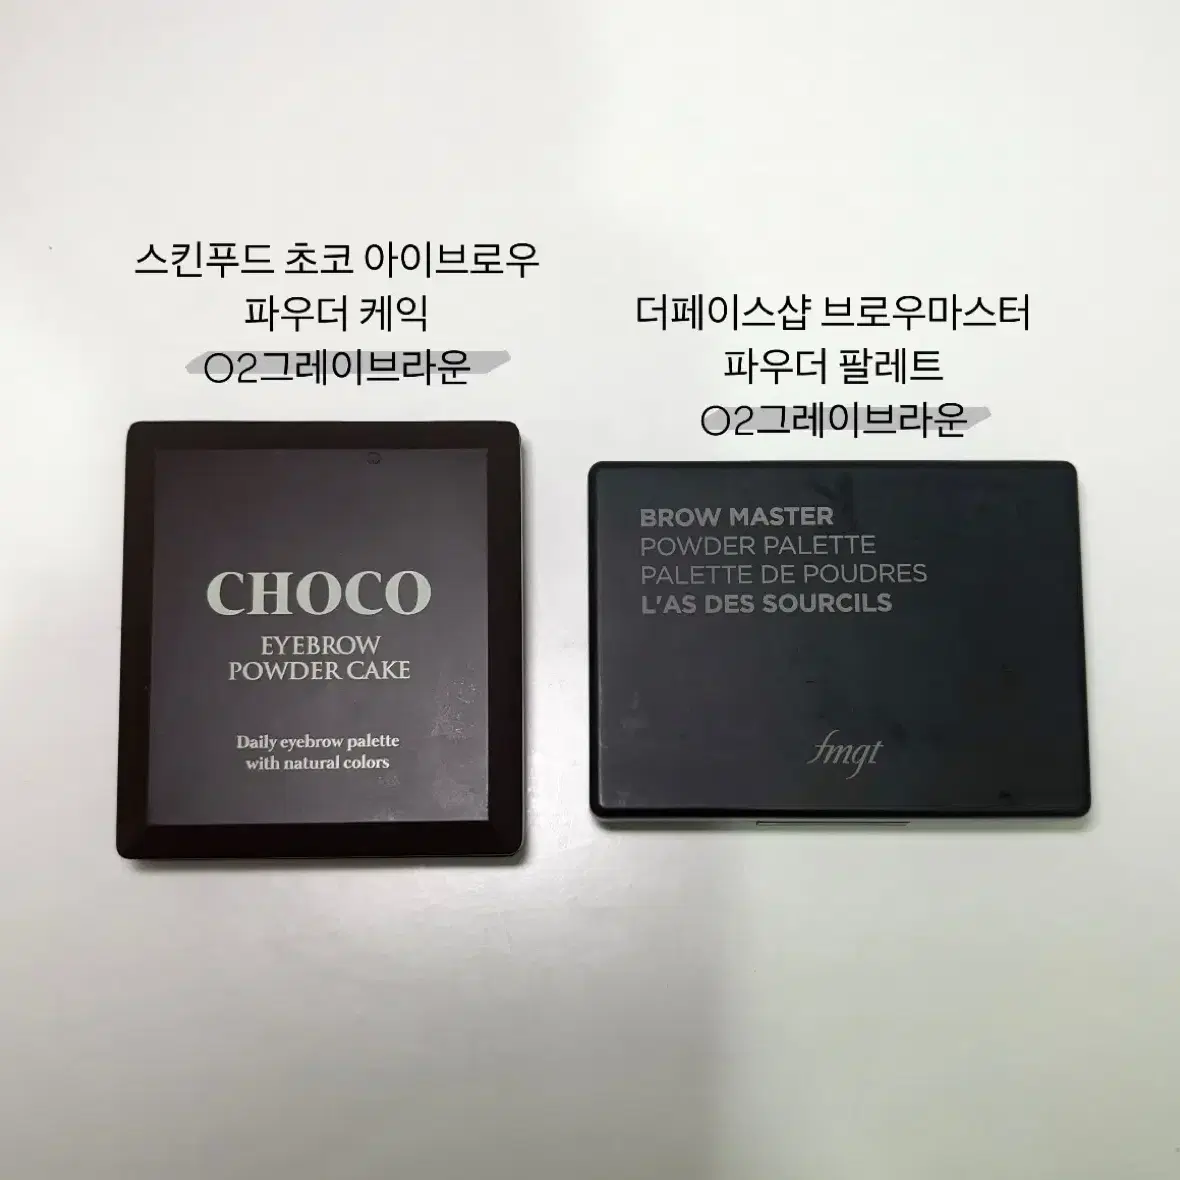 스킨푸드 초코 아이브로우
파우더 케익
02그레이브라운
더페이스샵 브로우마스터
파우더 팔레트
02그레이브라운
CHOCO
EYEBROW
POWDER CAKE
Daily eyebrow palette
with natural colors
BROW MASTER
POWDER PALETTE
PALETTE DE POUDRES
L'AS DES SOURCILS
fmgt